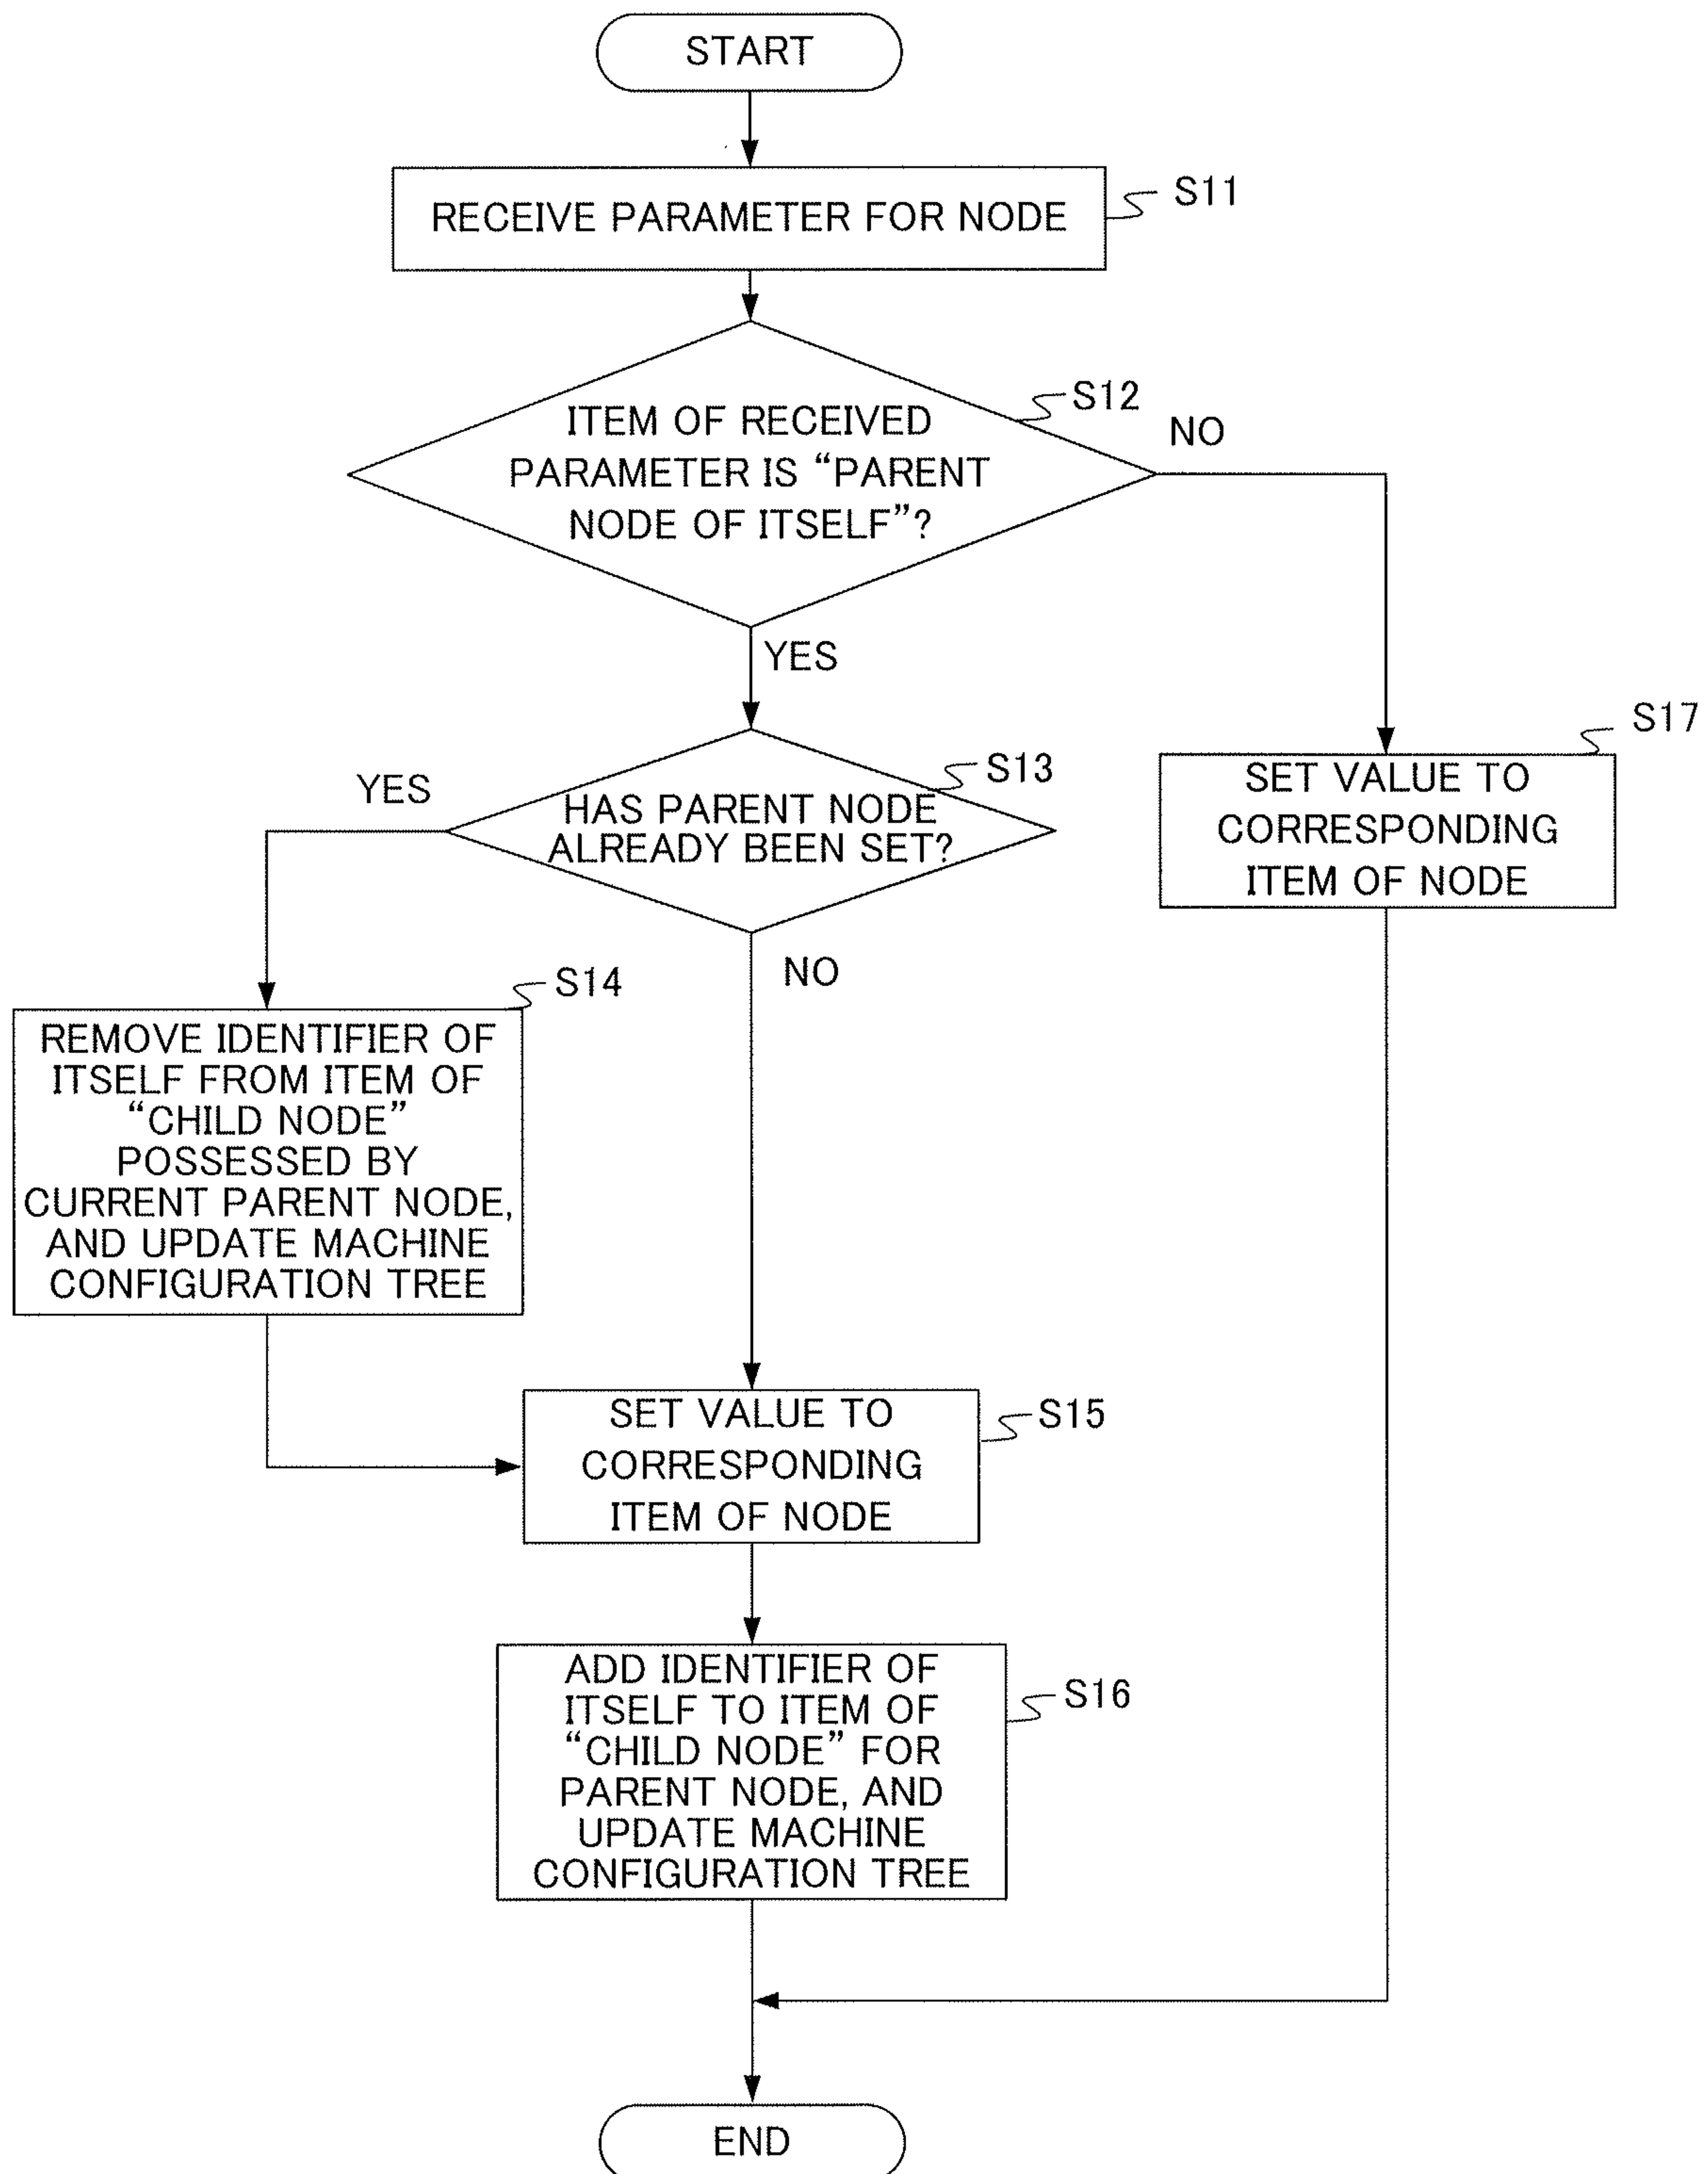 START
RECEIVE PARAMETER FOR NODE
S11
S12
ITEM OF RECEIVED
PARAMETER IS “PARENT
NODE OF ITSELF”?
NO
YES
S13
HAS PARENT NODE
ALREADY BEEN SET?
YES
NO
S17
SET VALUE TO
CORRESPONDING
ITEM OF NODE
S14
REMOVE IDENTIFIER OF
ITSELF FROM ITEM OF
“CHILD NODE”
POSSESSED BY
CURRENT PARENT NODE,
AND UPDATE MACHINE
CONFIGURATION TREE
SET VALUE TO
CORRESPONDING
ITEM OF NODE
S15
ADD IDENTIFIER OF
ITSELF TO ITEM OF
“CHILD NODE” FOR
PARENT NODE, AND
UPDATE MACHINE
CONFIGURATION TREE
S16
END